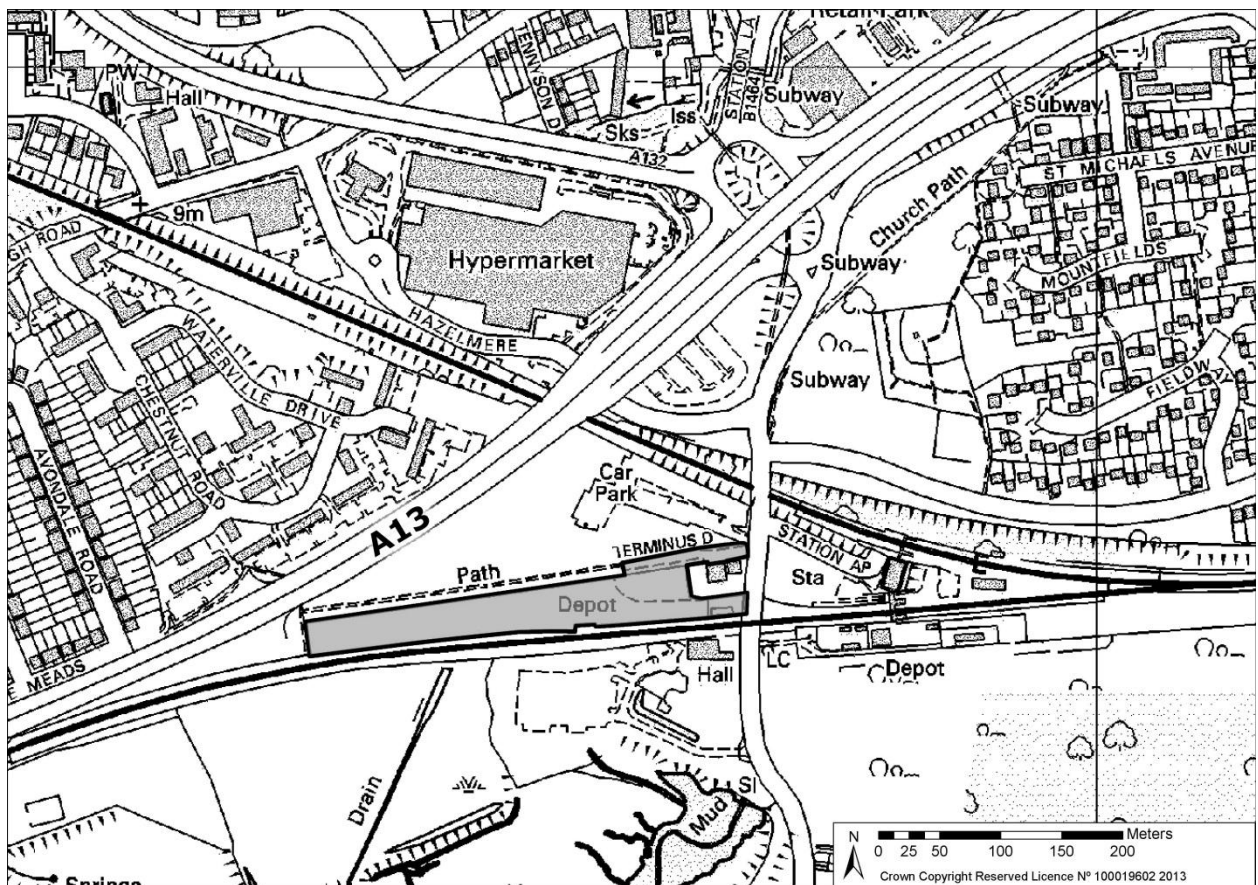 Retail Park
PW
Hall
TENNYSON D
STATION LA
B1464
Subway
Iss
Sks
A132
Subway
ST MICHAELS AVENUE
9m
GH ROAD
Hypermarket
Church Path
Subway
MOUNTFIELDS
HAZELMERE
WATERVILLE DRIVE
CHESTNUT ROAD
Subway
FIELDWAY
AVONDALE ROAD
A13
Car
Park
TERMINUS D
STATION AP
Path
Sta
Depot
E MEADS
Hall
LC
Depot
Drain
Sl
Mud
Springs
N
Meters
0 25 50 100 150 200
Crown Copyright Reserved Licence Nº 100019602 2013